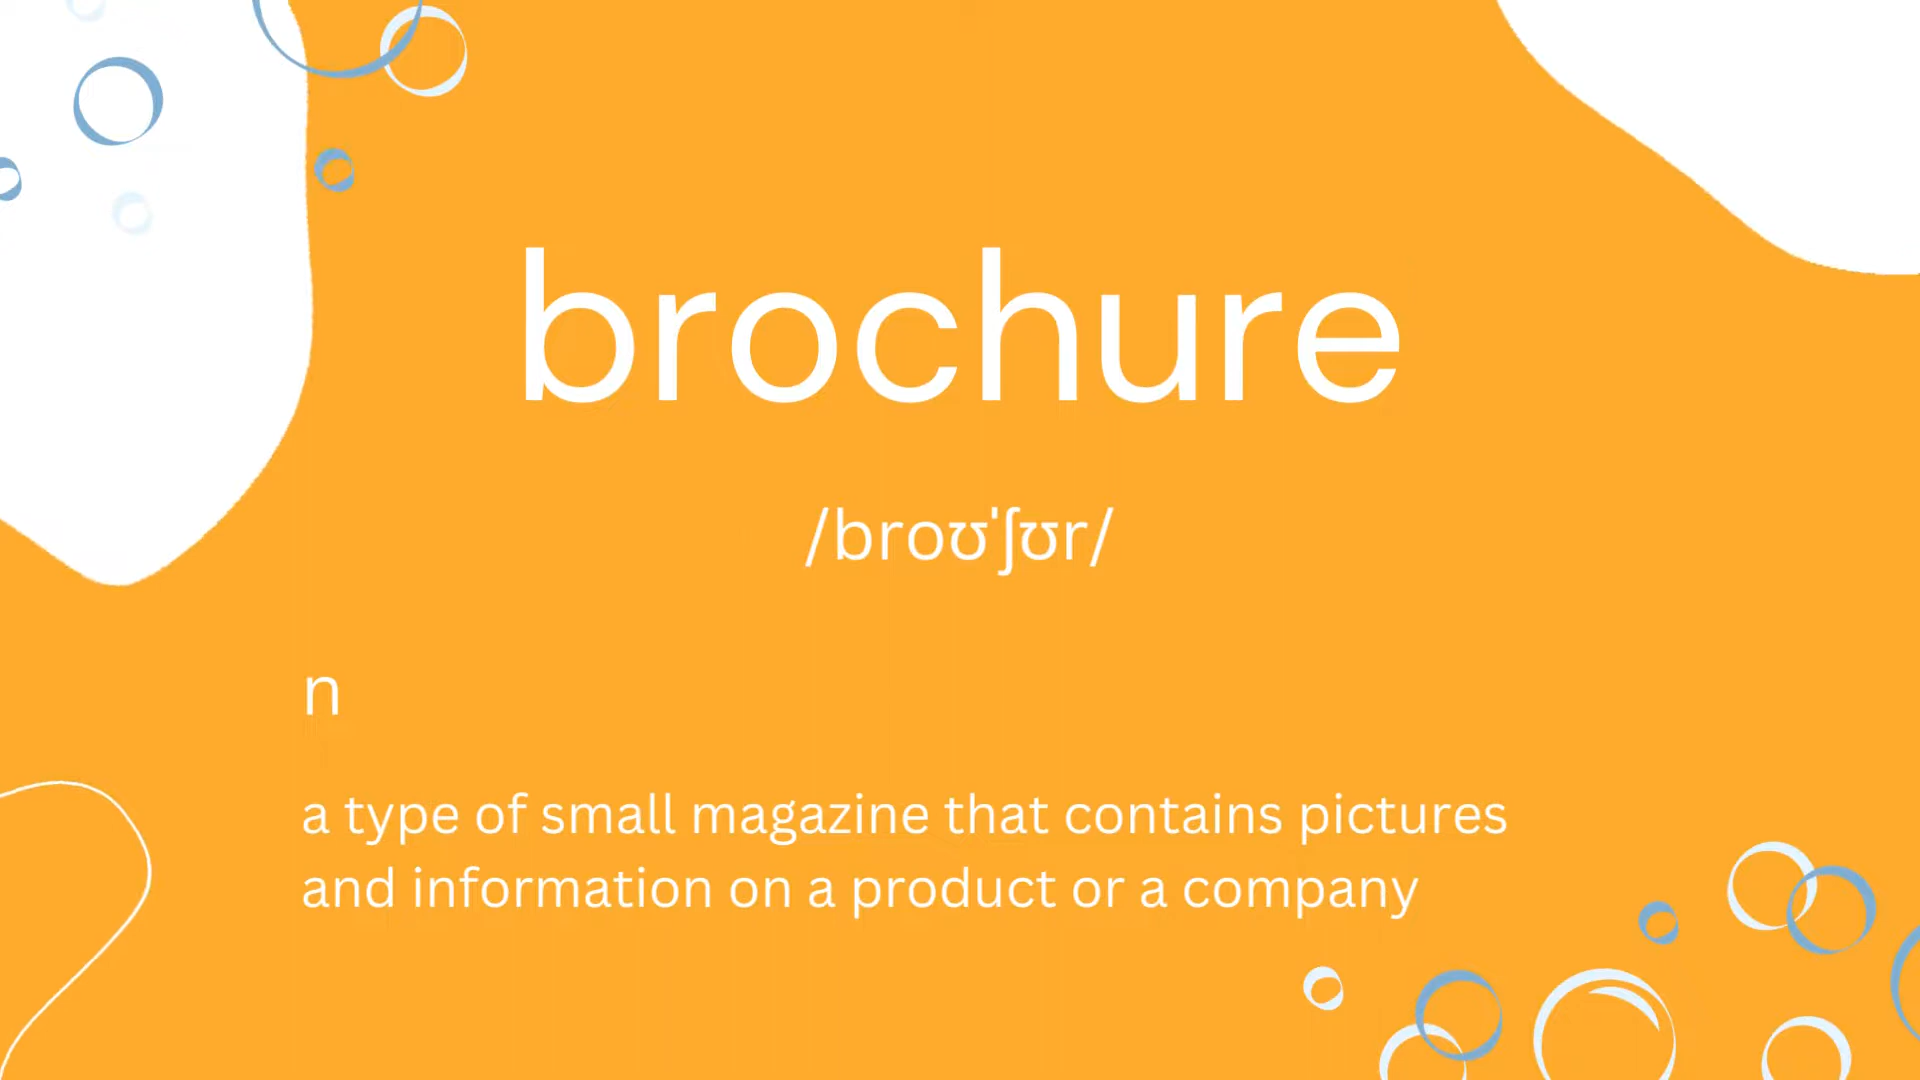 brochure
/broʊˈʃʊr/
n
a type of small magazine that contains pictures
and information on a product or a company